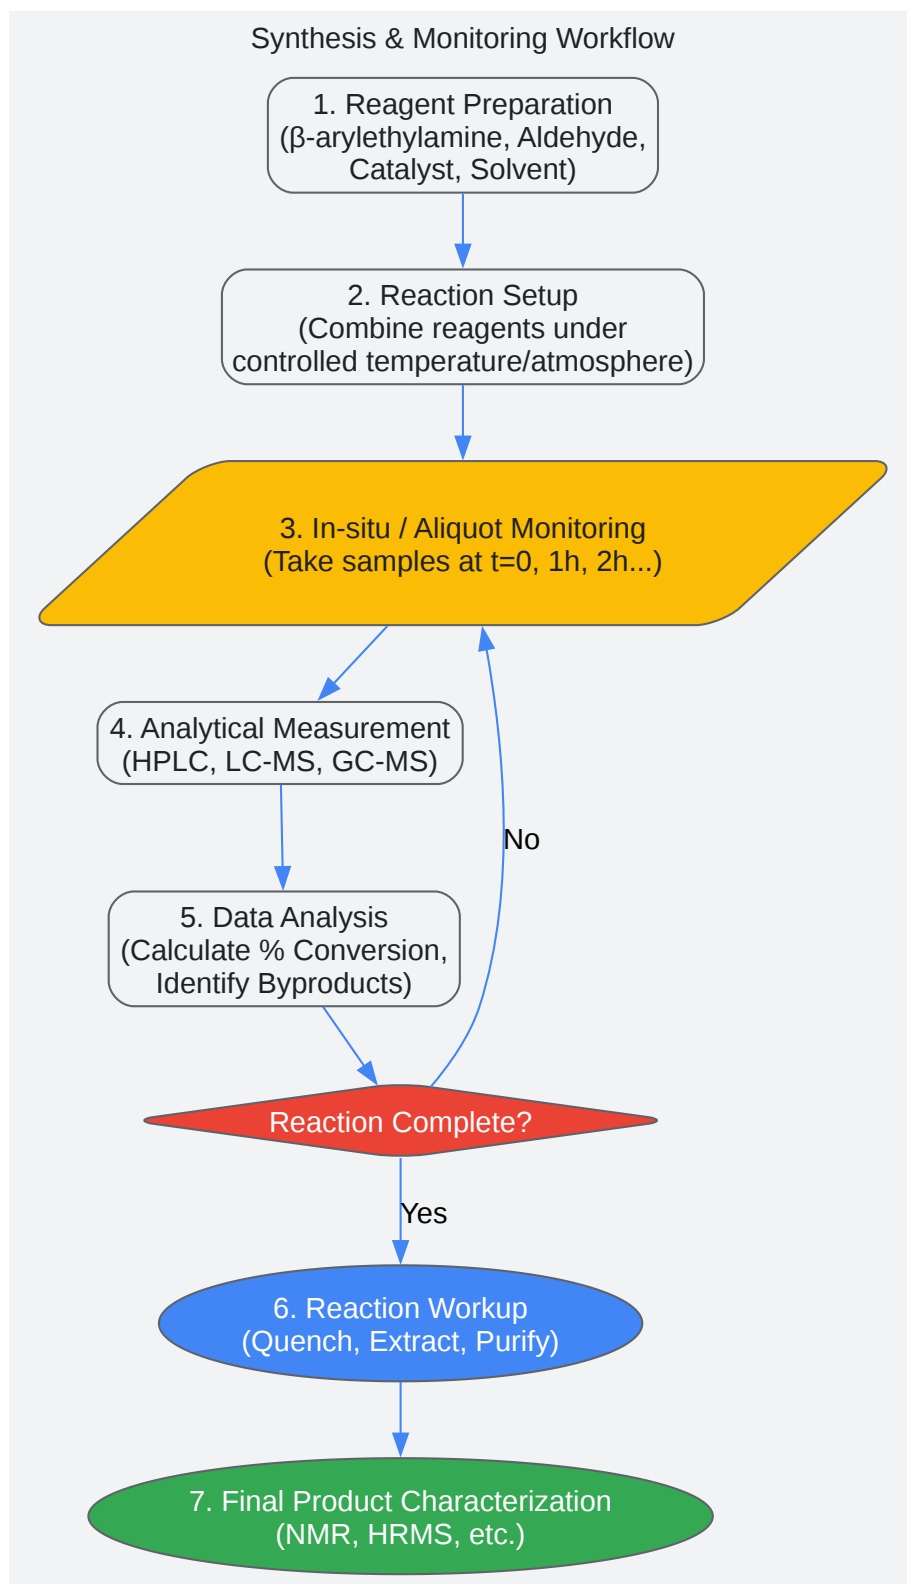 Synthesis & Monitoring Workflow
1. Reagent Preparation
(β-arylethylamine, Aldehyde,
Catalyst, Solvent)
2. Reaction Setup
(Combine reagents under
controlled temperature/atmosphere)
3. In-situ / Aliquot Monitoring
(Take samples at t=0, 1h, 2h...)
4. Analytical Measurement
(HPLC, LC-MS, GC-MS)
No
5. Data Analysis
(Calculate % Conversion,
Identify Byproducts)
Reaction Complete?
Yes
6. Reaction Workup
(Quench, Extract, Purify)
7. Final Product Characterization
(NMR, HRMS, etc.)